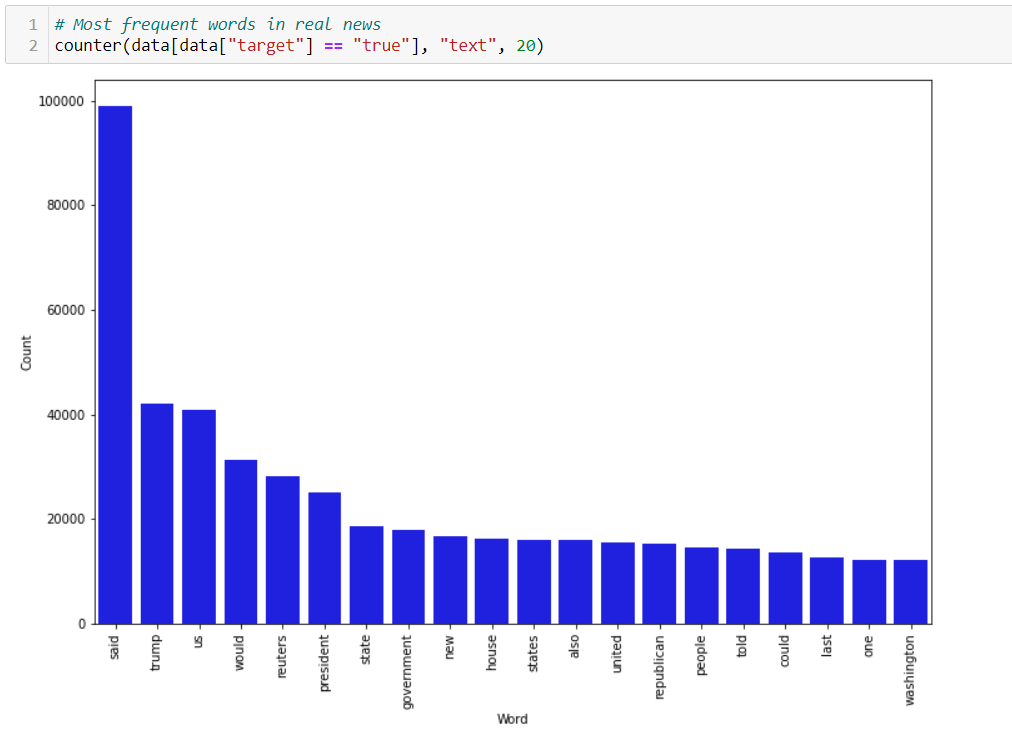 1 # Most frequent words in real news
2 counter(data[data["target"] == "true"], "text", 20)
100000
80000
60000
40000
20000
0
Count
said trump us would reuters president state government new house states also united republican people told could last one washington
Word